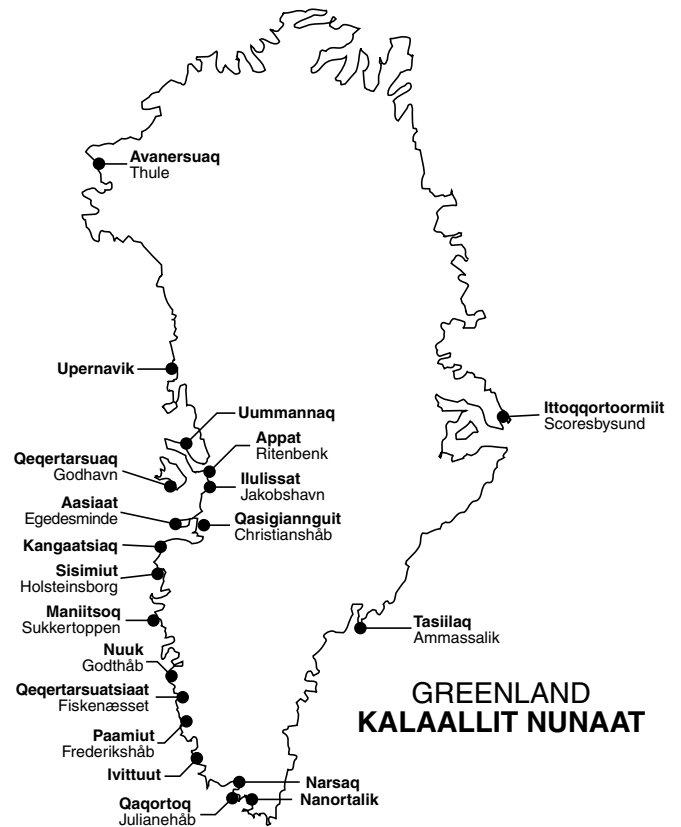 Avanersuaq
Thule
Upernavik
Uummannaq
Appat
Ritenbenk
Ittoqqortoormiit
Scoresbysund
Qeqertarsuaq
Godhavn
Ilulissat
Jakobshavn
Aasiaat
Egedesminde
Qasigiannguit
Christianshåb
Kangaatsiaq
Sisimiut
Holsteinsborg
Maniitsoq
Sukkertoppen
Tasiilaq
Ammassalik
Nuuk
Godthåb
Qeqertarsuatsiaat
Fiskenæsset
GREENLAND
KALAALLIT NUNAAT
Paamiut
Frederikshåb
Ivittuut
Narsaq
Nanortalik
Qaqortoq
Julianehåb